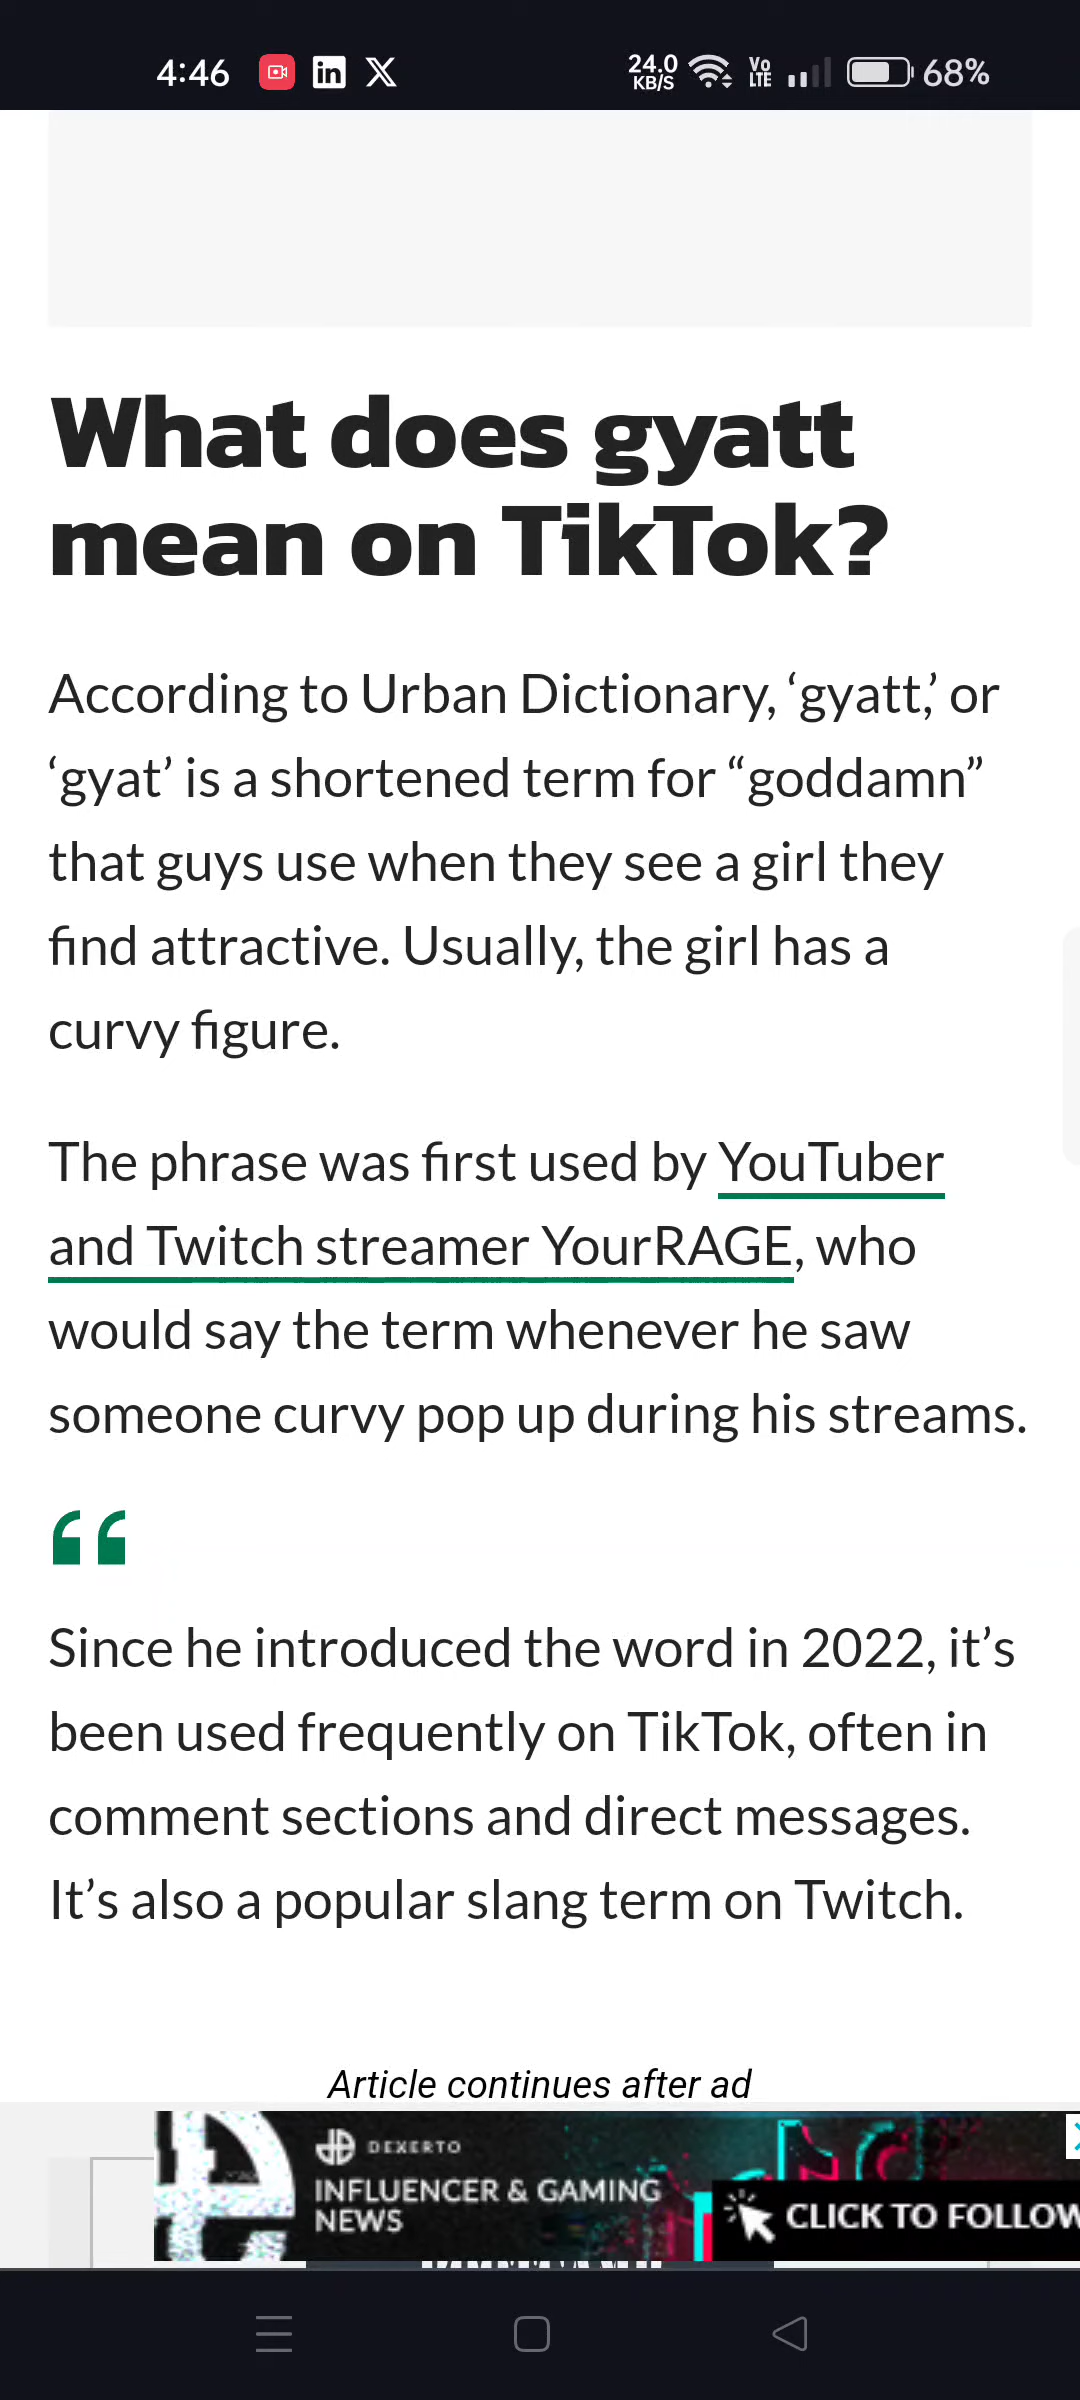 4:46 in X 24.0 KB/S Vo LTE 68%
What does gyatt
mean on TikTok?
According to Urban Dictionary, ‘gyatt,’ or
‘gyat’ is a shortened term for “goddamn”
that guys use when they see a girl they
find attractive. Usually, the girl has a
curvy figure.
The phrase was first used by YouTuber
and Twitch streamer YourRAGE, who
would say the term whenever he saw
someone curvy pop up during his streams.
“
Since he introduced the word in 2022, it’s
been used frequently on TikTok, often in
comment sections and direct messages.
It’s also a popular slang term on Twitch.
Article continues after ad
DEXERTO
INFLUENCER & GAMING
NEWS
CLICK TO FOLLOW